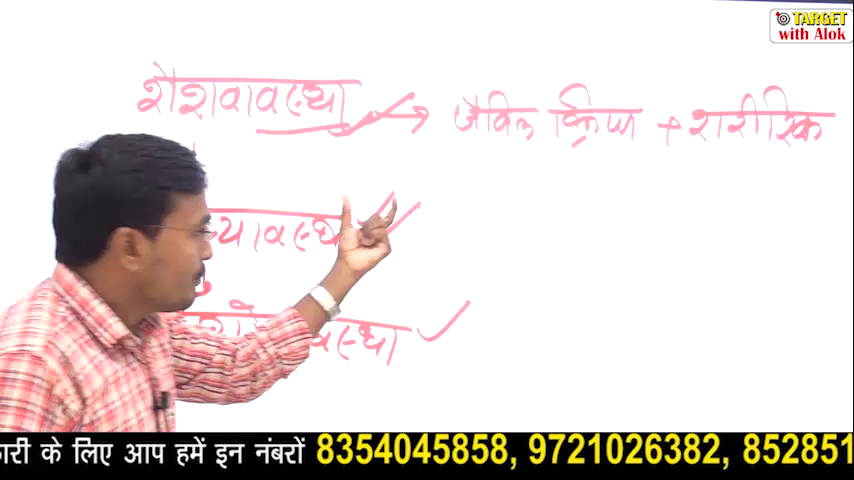 TARGET
with Alok
शैशवावस्था → जैविक क्रिया + शारीरिक
ारी के लिए आप हमें इन नंबरों 8354045858, 9721026382, 852851